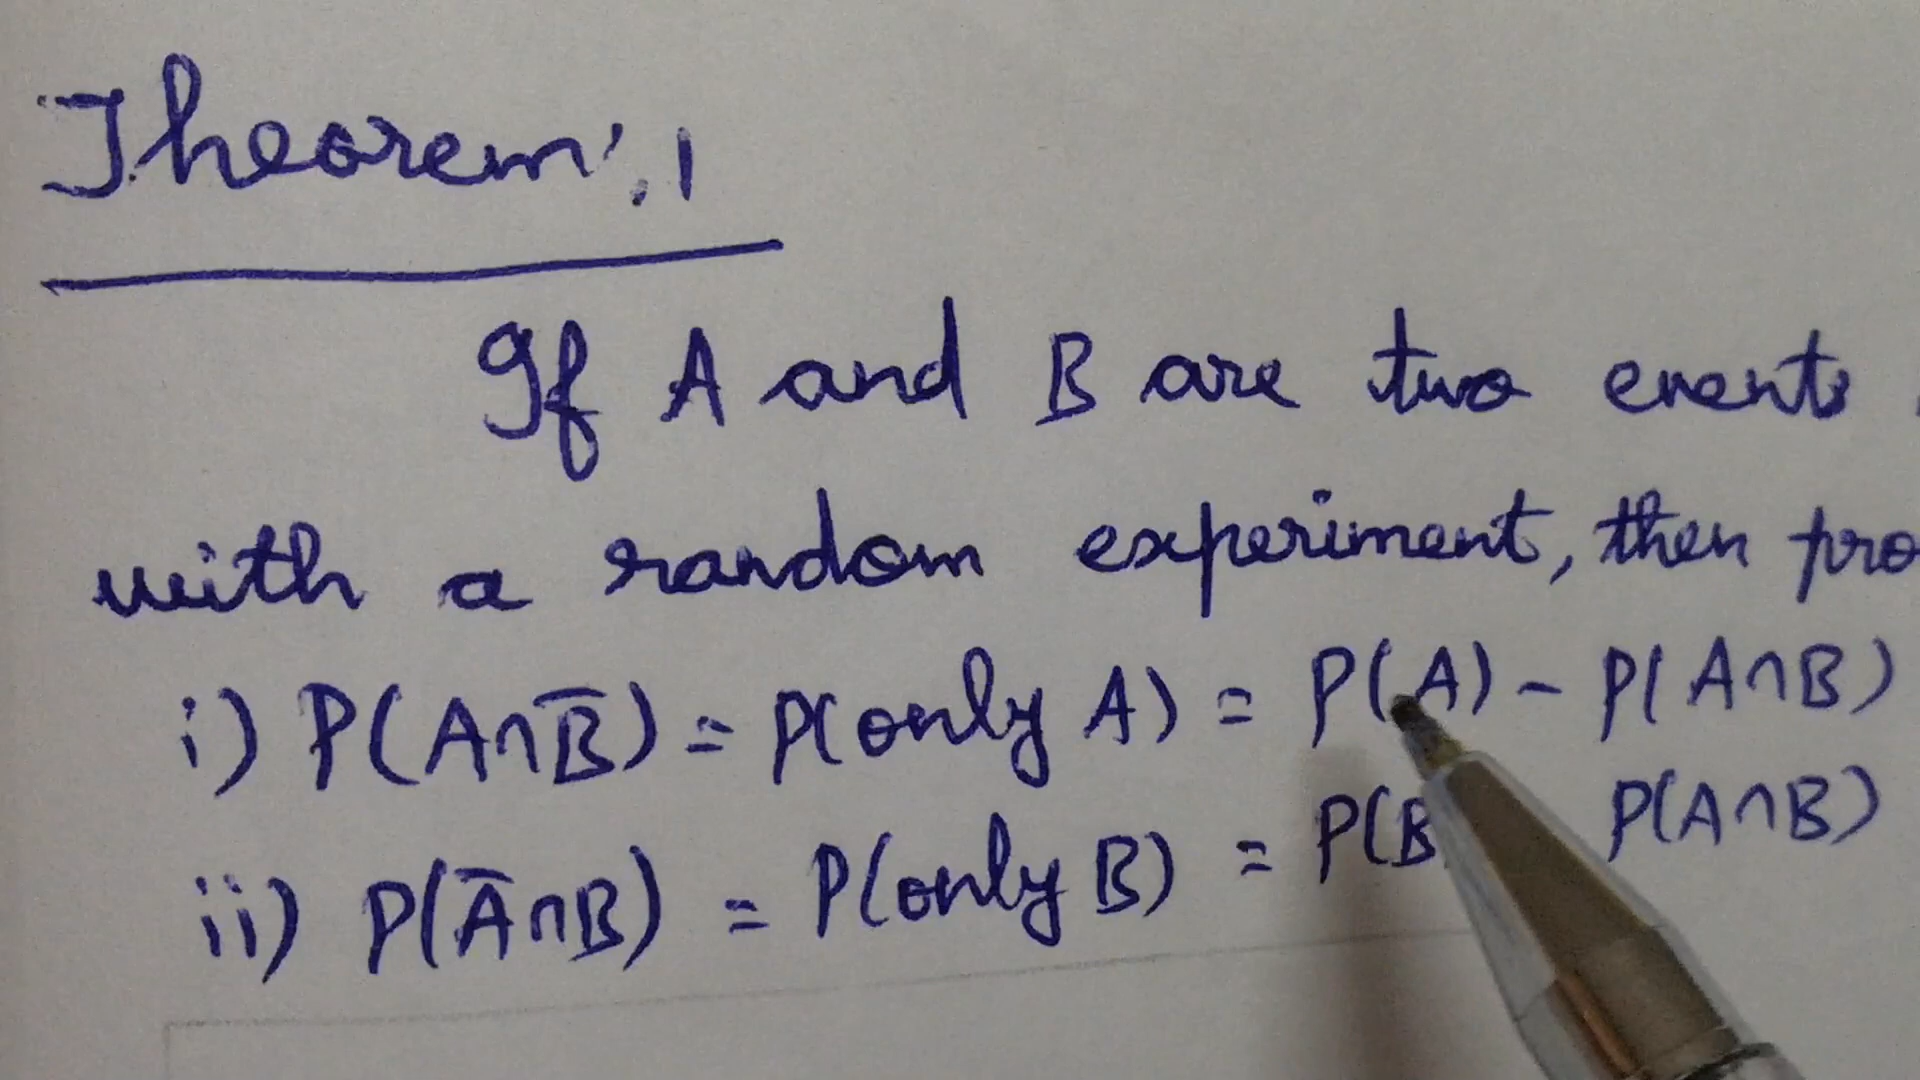 Theorem: 1
If A and B are two events
with a random experiment, then pro
i) P(A∩B̅) = P(only A) = P(A) - P(A∩B)
ii) P(A̅∩B) = P(only B) = P(B P(A∩B)